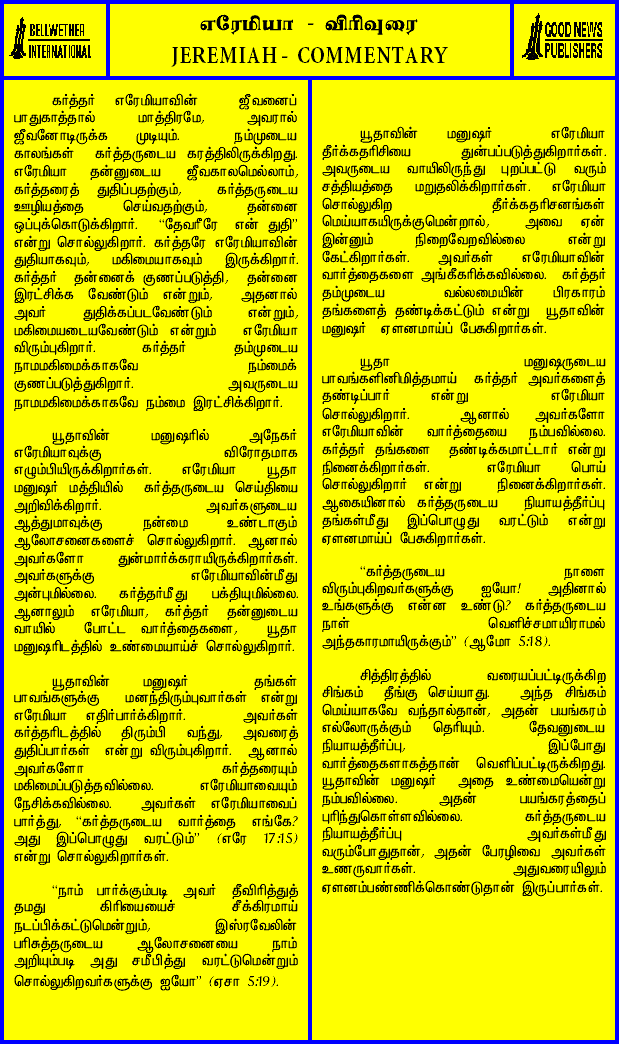 BELLWETHER
INTERNATIONAL
எரேமியா - விரிவுரை
JEREMIAH - COMMENTARY
GOOD NEWS
PUBLISHERS
கர்த்தர் எரேமியாவின் ஜீவனைப்
பாதுகாத்தால் மாத்திரமே, அவரால்
ஜீவனோடிருக்க முடியும். நம்முடைய
காலங்கள் கர்த்தருடைய கரத்திலிருக்கிறது.
எரேமியா தன்னுடைய ஜீவகாலமெல்லாம்,
கர்த்தரைத் துதிப்பதற்கும், கர்த்தருடைய
ஊழியத்தை செய்வதற்கும், தன்னை
ஒப்புக்கொடுக்கிறார். “தேவரீரே என் துதி”
என்று சொல்லுகிறார். கர்த்தரே எரேமியாவின்
துதியாகவும், மகிமையாகவும் இருக்கிறார்.
கர்த்தர் தன்னைக் குணப்படுத்தி, தன்னை
இரட்சிக்க வேண்டும் என்றும், அதனால்
அவர் துதிக்கப்படவேண்டும் என்றும்,
மகிமையடையவேண்டும் என்றும் எரேமியா
விரும்புகிறார். கர்த்தர் தம்முடைய
நாமமகிமைக்காகவே நம்மைக்
குணப்படுத்துகிறார். அவருடைய
நாமமகிமைக்காகவே நம்மை இரட்சிக்கிறார்.
யூதாவின் மனுஷரில் அநேகர்
எரேமியாவுக்கு விரோதமாக
எழும்பியிருக்கிறார்கள். எரேமியா யூதா
மனுஷர் மத்தியில் கர்த்தருடைய செய்தியை
அறிவிக்கிறார். அவர்களுடைய
ஆத்துமாவுக்கு நன்மை உண்டாகும்
ஆலோசனைகளைச் சொல்லுகிறார். ஆனால்
அவர்களோ துன்மார்க்கராயிருக்கிறார்கள்.
அவர்களுக்கு எரேமியாவின்மீது
அன்புமில்லை. கர்த்தர்மீது பக்தியுமில்லை.
ஆனாலும் எரேமியா, கர்த்தர் தன்னுடைய
வாயில் போட்ட வார்த்தைகளை, யூதா
மனுஷரிடத்தில் உண்மையாய்ச் சொல்லுகிறார்.
யூதாவின் மனுஷர் தங்கள்
பாவங்களுக்கு மனந்திரும்புவார்கள் என்று
எரேமியா எதிர்பார்க்கிறார். அவர்கள்
கர்த்தரிடத்தில் திரும்பி வந்து, அவரைத்
துதிப்பார்கள் என்று விரும்புகிறார். ஆனால்
அவர்களோ கர்த்தரையும்
மகிமைப்படுத்தவில்லை. எரேமியாவையும்
நேசிக்கவில்லை. அவர்கள் எரேமியாவைப்
பார்த்து, “கர்த்தருடைய வார்த்தை எங்கே?
அது இப்பொழுது வரட்டும்” (எரே 17:15)
என்று சொல்லுகிறார்கள்.
“நாம் பார்க்கும்படி அவர் தீவிரித்துத்
தமது கிரியையைச் சீக்கிரமாய்
நடப்பிக்கட்டுமென்றும், இஸ்ரவேலின்
பரிசுத்தருடைய ஆலோசனையை நாம்
அறியும்படி அது சமீபித்து வரட்டுமென்றும்
சொல்லுகிறவர்களுக்கு ஐயோ” (ஏசா 5:19).
யூதாவின் மனுஷர் எரேமியா
தீர்க்கதரிசியை துன்பப்படுத்துகிறார்கள்.
அவருடைய வாயிலிருந்து புறப்பட்டு வரும்
சத்தியத்தை மறுதலிக்கிறார்கள். எரேமியா
சொல்லுகிற தீர்க்கதரிசனங்கள்
மெய்யாகயிருக்குமென்றால், அவை ஏன்
இன்னும் நிறைவேறவில்லை என்று
கேட்கிறார்கள். அவர்கள் எரேமியாவின்
வார்த்தைகளை அங்கீகரிக்கவில்லை. கர்த்தர்
தம்முடைய வல்லமையின் பிரகாரம்
தங்களைத் தண்டிக்கட்டும் என்று யூதாவின்
மனுஷர் ஏளனமாய்ப் பேசுகிறார்கள்.
யூதா மனுஷருடைய
பாவங்களினிமித்தமாய் கர்த்தர் அவர்களைத்
தண்டிப்பார் என்று எரேமியா
சொல்லுகிறார். ஆனால் அவர்களோ
எரேமியாவின் வார்த்தையை நம்பவில்லை.
கர்த்தர் தங்களை தண்டிக்கமாட்டார் என்று
நினைக்கிறார்கள். எரேமியா பொய்
சொல்லுகிறார் என்று நினைக்கிறார்கள்.
ஆகையினால் கர்த்தருடைய நியாயத்தீர்ப்பு
தங்கள்மீது இப்பொழுது வரட்டும் என்று
ஏளனமாய்ப் பேசுகிறார்கள்.
“கர்த்தருடைய நாளை
விரும்புகிறவர்களுக்கு ஐயோ! அதினால்
உங்களுக்கு என்ன உண்டு? கர்த்தருடைய
நாள் வெளிச்சமாயிராமல்
அந்தகாரமாயிருக்கும்” (ஆமோ 5:18).
சித்திரத்தில் வரையப்பட்டிருக்கிற
சிங்கம் தீங்கு செய்யாது. அந்த சிங்கம்
மெய்யாகவே வந்தால்தான், அதன் பயங்கரம்
எல்லோருக்கும் தெரியும். தேவனுடைய
நியாயத்தீர்ப்பு, இப்போது
வார்த்தைகளாகத்தான் வெளிப்பட்டிருக்கிறது.
யூதாவின் மனுஷர் அதை உண்மையென்று
நம்பவில்லை. அதன் பயங்கரத்தைப்
புரிந்துகொள்ளவில்லை. கர்த்தருடைய
நியாயத்தீர்ப்பு அவர்கள்மீது
வரும்போதுதான், அதன் பேரழிவை அவர்கள்
உணருவார்கள். அதுவரையிலும்
ஏளனம்பண்ணிக்கொண்டுதான் இருப்பார்கள்.